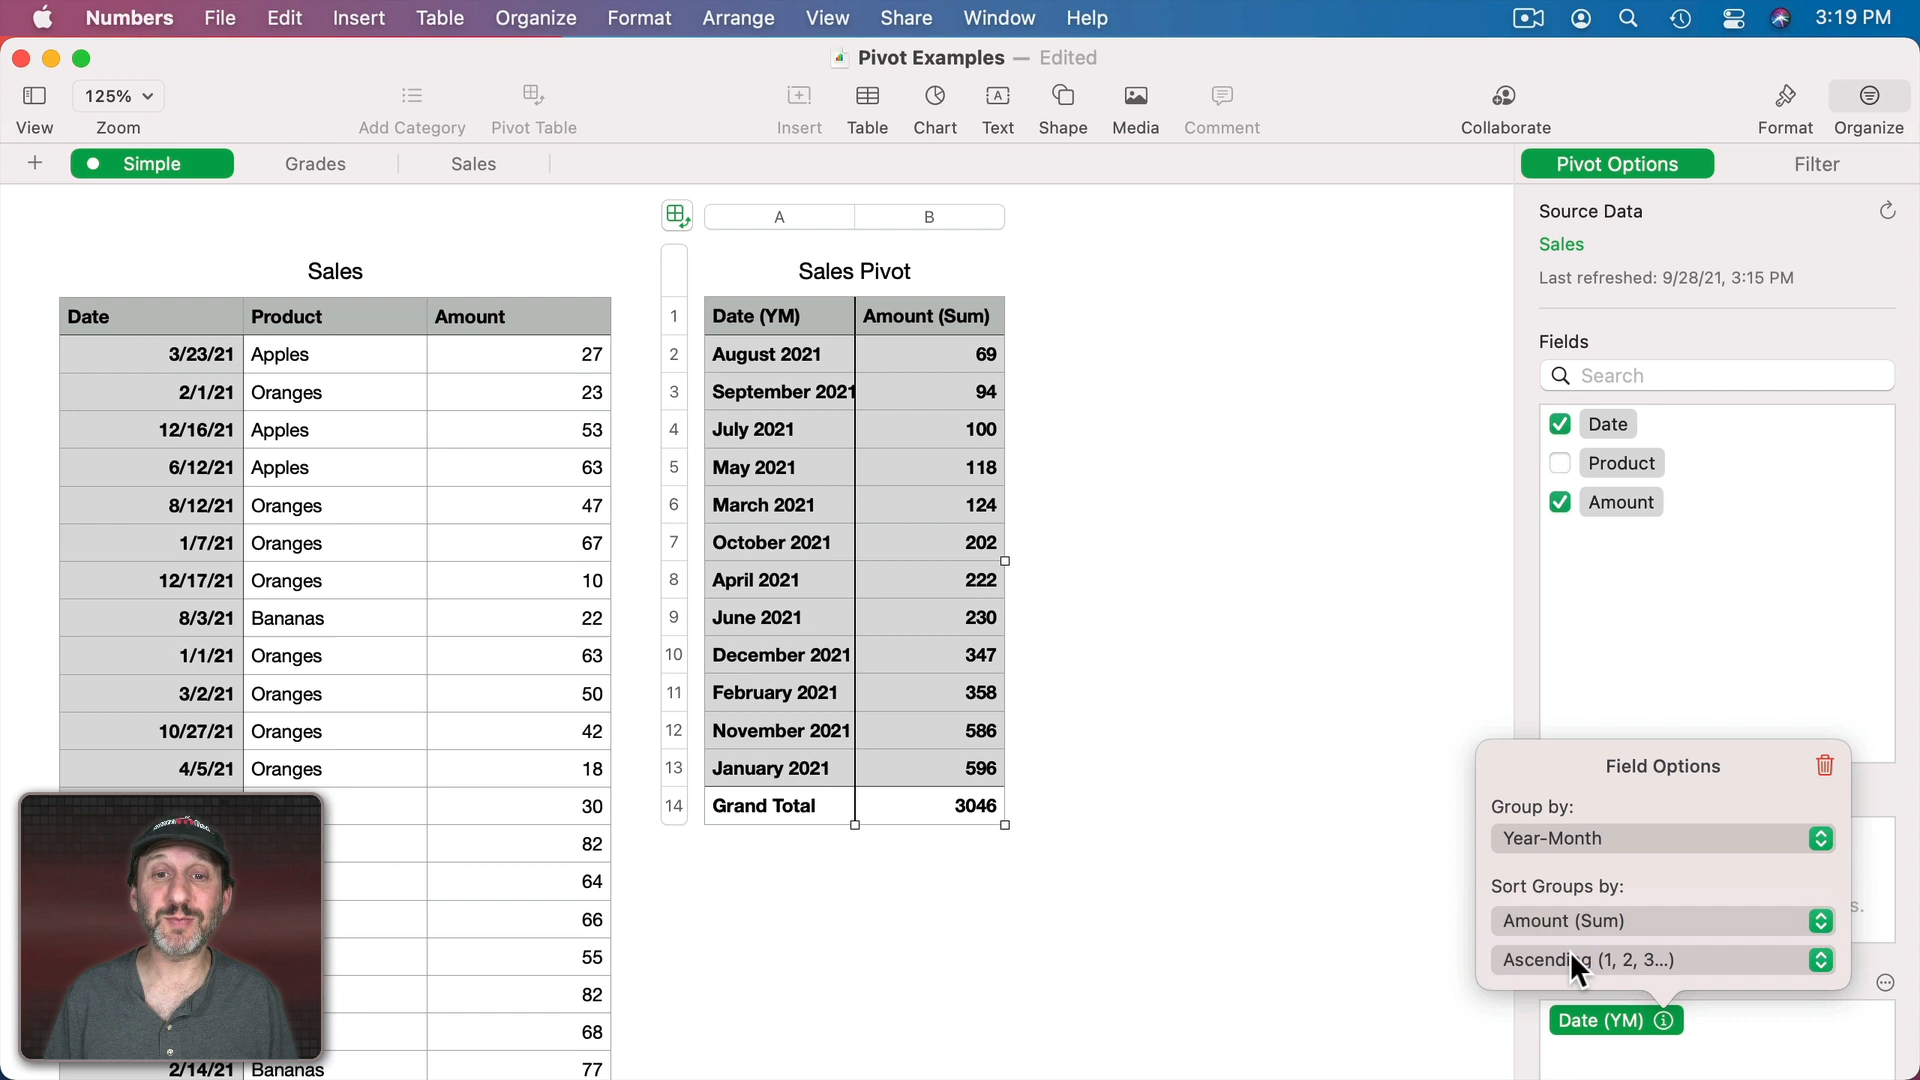 Numbers File Edit Insert Table Organize Format Arrange View Share Window Help 3:19 PM
Pivot Examples — Edited
125%
View Zoom Add Category Pivot Table Insert Table Chart Text Shape Media Comment Collaborate Format Organize
Simple Grades Sales Pivot Options Filter
A B
Source Data
Sales
Last refreshed: 9/28/21, 3:15 PM
Fields
Search
Date
Product
Amount
Sales
Date Product Amount
3/23/21 Apples 27
2/1/21 Oranges 23
12/16/21 Apples 53
6/12/21 Apples 63
8/12/21 Oranges 47
1/7/21 Oranges 67
12/17/21 Oranges 10
8/3/21 Bananas 22
1/1/21 Oranges 63
3/2/21 Oranges 50
10/27/21 Oranges 42
4/5/21 Oranges 18
30
82
64
66
55
82
68
2/14/21 Bananas 77
Sales Pivot
1 Date (YM) Amount (Sum)
2 August 2021 69
3 September 2021 94
4 July 2021 100
5 May 2021 118
6 March 2021 124
7 October 2021 202
8 April 2021 222
9 June 2021 230
10 December 2021 347
11 February 2021 358
12 November 2021 586
13 January 2021 596
14 Grand Total 3046
Field Options
Group by:
Year-Month
Sort Groups by:
Amount (Sum)
Ascending (1, 2, 3...)
s.
Date (YM)